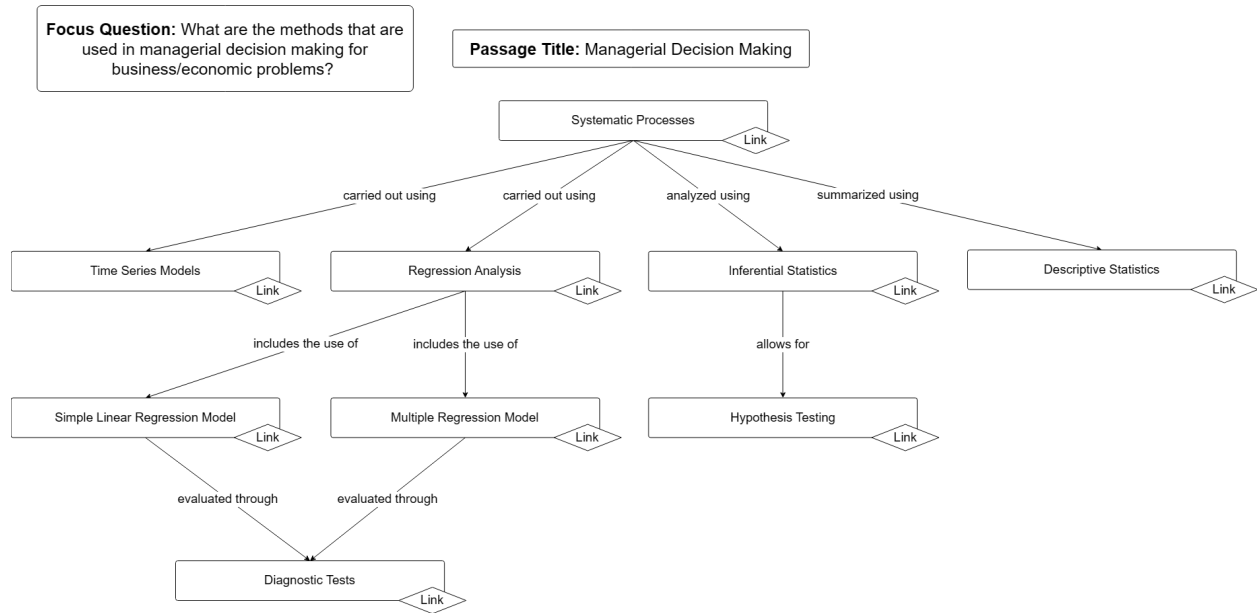 Focus Question: What are the methods that are
used in managerial decision making for
business/economic problems?
Passage Title: Managerial Decision Making
Systematic Processes
Link
carried out using
carried out using
analyzed using
summarized using
Time Series Models
Link
Regression Analysis
Link
Inferential Statistics
Link
Descriptive Statistics
Link
includes the use of
includes the use of
allows for
Simple Linear Regression Model
Link
Multiple Regression Model
Link
Hypothesis Testing
Link
evaluated through
evaluated through
Diagnostic Tests
Link